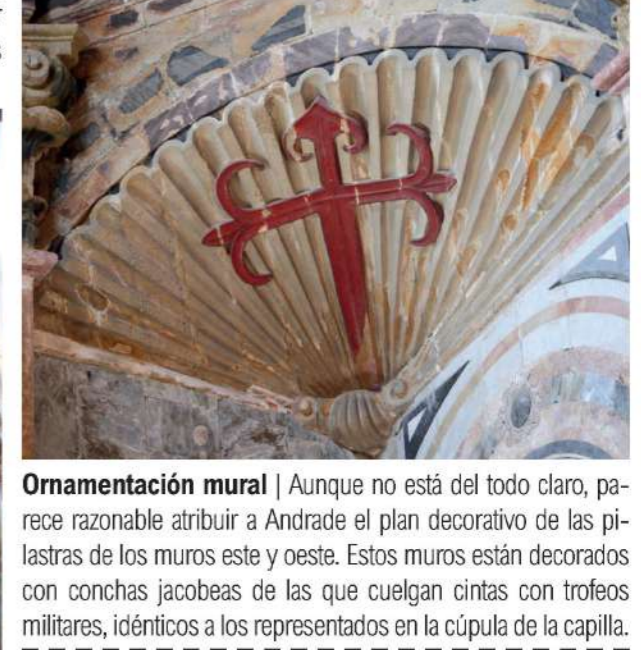 Ornamentación mural | Aunque no está del todo claro, pa-
rece razonable atribuir a Andrade el plan decorativo de las pi-
lastras de los muros este y oeste. Estos muros están decorados
con conchas jacobeas de las que cuelgan cintas con trofeos
militares, idénticos a los representados en la cúpula de la capilla.